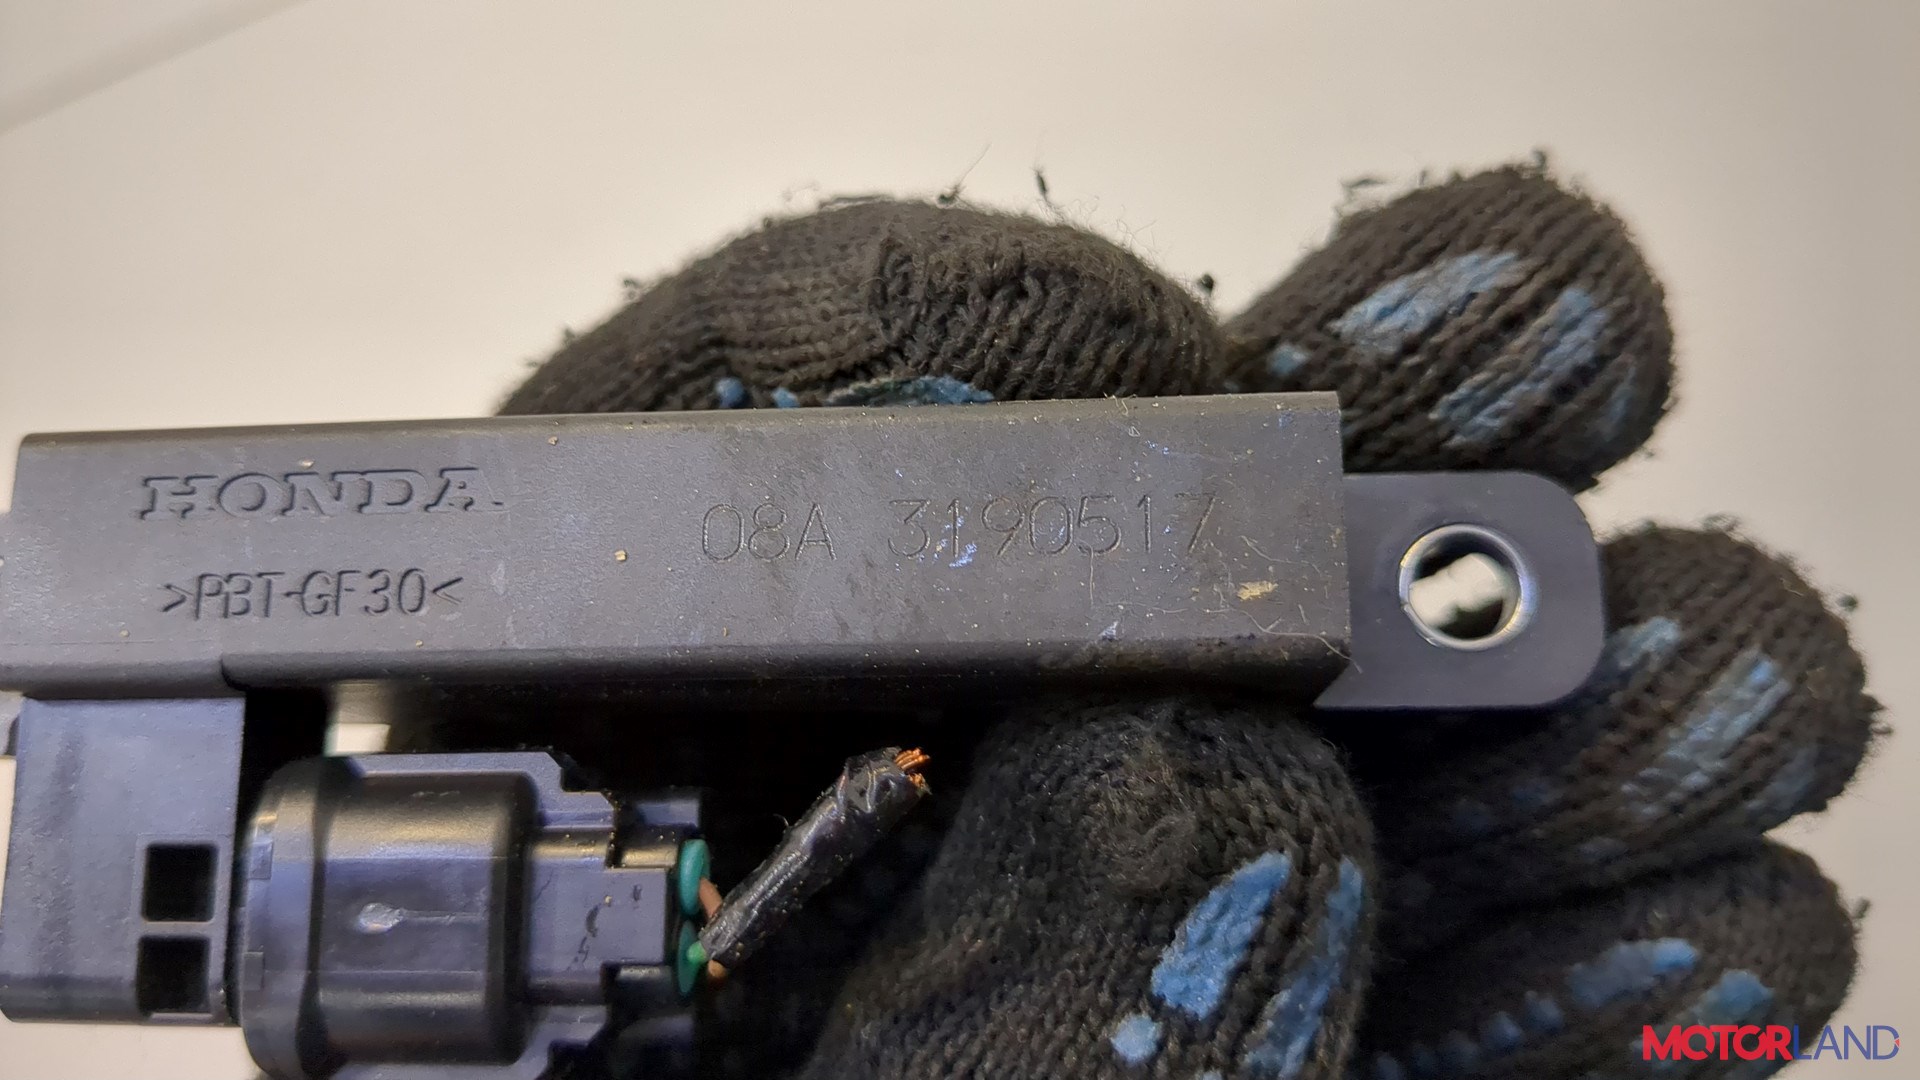 HONDA
08A 3190517
>PBT-GF30<
MOTORLAND